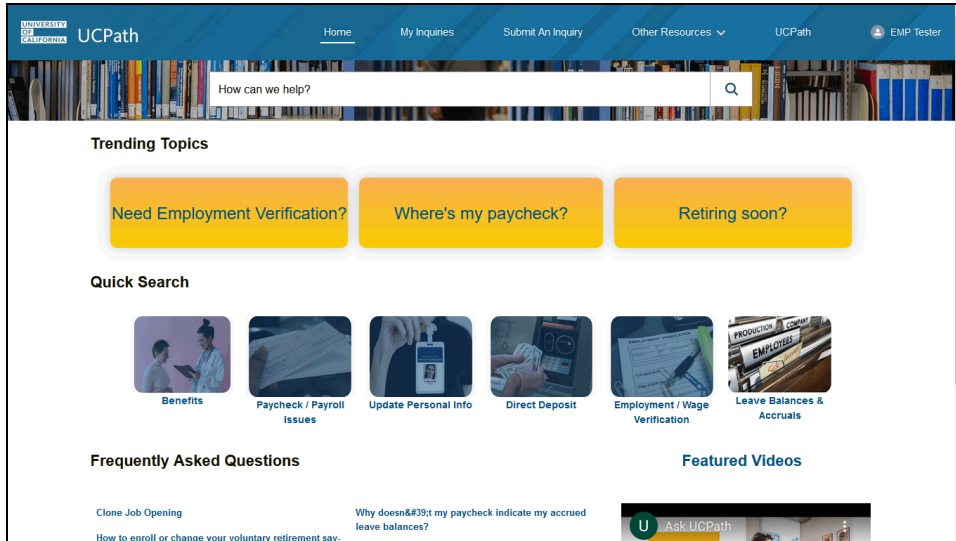 UNIVERSITY
OF
CALIFORNIA
UCPath
Home
My Inquiries
Submit An Inquiry
Other Resources
UCPath
EMP Tester
How can we help?
Trending Topics
Need Employment Verification?
Where's my paycheck?
Retiring soon?
Quick Search
PRODUCTION
COMPANY
EMPLOYEES
EMPLOYMENT VERIFICATION
Benefits
Paycheck / Payroll
Issues
Update Personal Info
Direct Deposit
Employment / Wage
Verification
Leave Balances &
Accruals
Frequently Asked Questions
Clone Job Opening
How to enroll or change your voluntary retirement sav-
Why doesn&#39;t my paycheck indicate my accrued
leave balances?
Featured Videos
U
Ask UCPath